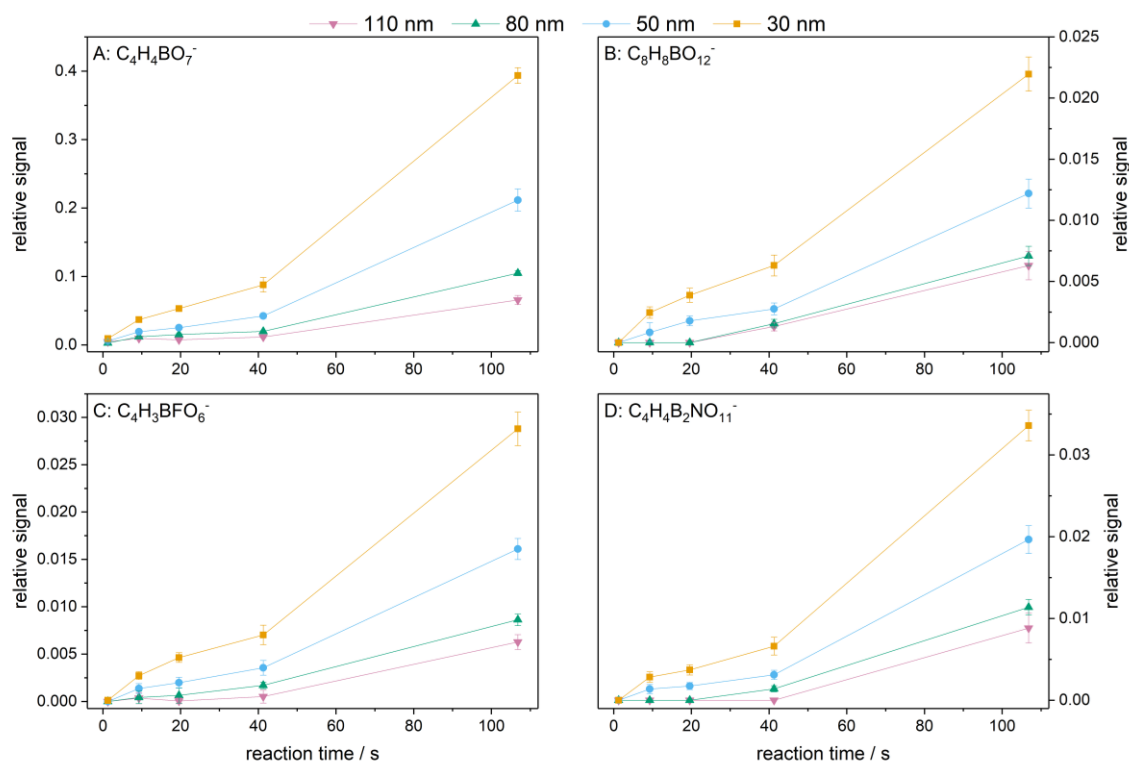 110 nm 80 nm 50 nm 30 nm
A: C₄H₄BO₇⁻
0.4
0.3
0.2
0.1
0.0
relative signal
0 20 40 60 80 100
B: C₈H₈BO₁₂⁻
0.025
0.020
0.015
0.010
0.005
0.000
relative signal
0 20 40 60 80 100
C: C₄H₃BFO₆⁻
0.030
0.025
0.020
0.015
0.010
0.005
0.000
relative signal
0 20 40 60 80 100
reaction time / s
D: C₄H₄B₂NO₁₁⁻
0.03
0.02
0.01
0.00
relative signal
0 20 40 60 80 100
reaction time / s